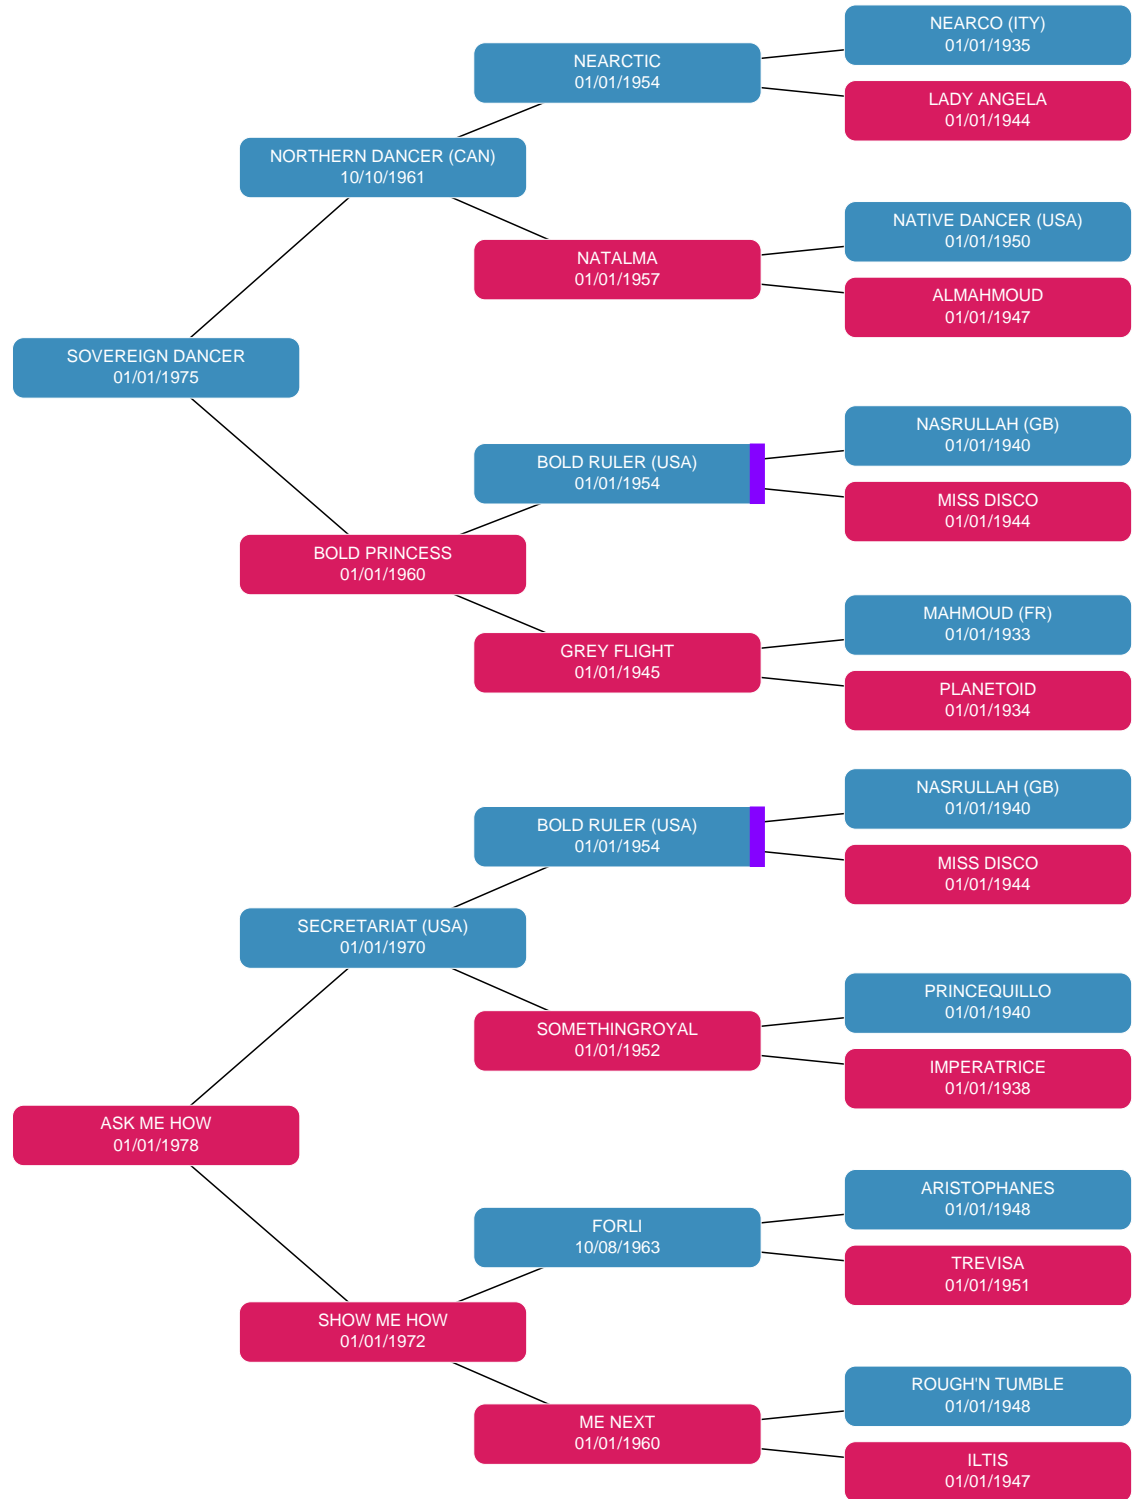 NEARCO (ITY)
01/01/1935
NEARCTIC
01/01/1954
LADY ANGELA
01/01/1944
NORTHERN DANCER (CAN)
10/10/1961
NATIVE DANCER (USA)
01/01/1950
NATALMA
01/01/1957
ALMAHMOUD
01/01/1947
SOVEREIGN DANCER
01/01/1975
NASRULLAH (GB)
01/01/1940
BOLD RULER (USA)
01/01/1954
MISS DISCO
01/01/1944
BOLD PRINCESS
01/01/1960
MAHMOUD (FR)
01/01/1933
GREY FLIGHT
01/01/1945
PLANETOID
01/01/1934
NASRULLAH (GB)
01/01/1940
BOLD RULER (USA)
01/01/1954
MISS DISCO
01/01/1944
SECRETARIAT (USA)
01/01/1970
PRINCEQUILLO
01/01/1940
SOMETHINGROYAL
01/01/1952
IMPERATRICE
01/01/1938
ASK ME HOW
01/01/1978
ARISTOPHANES
01/01/1948
FORLI
10/08/1963
TREVISA
01/01/1951
SHOW ME HOW
01/01/1972
ROUGH'N TUMBLE
01/01/1948
ME NEXT
01/01/1960
ILTIS
01/01/1947